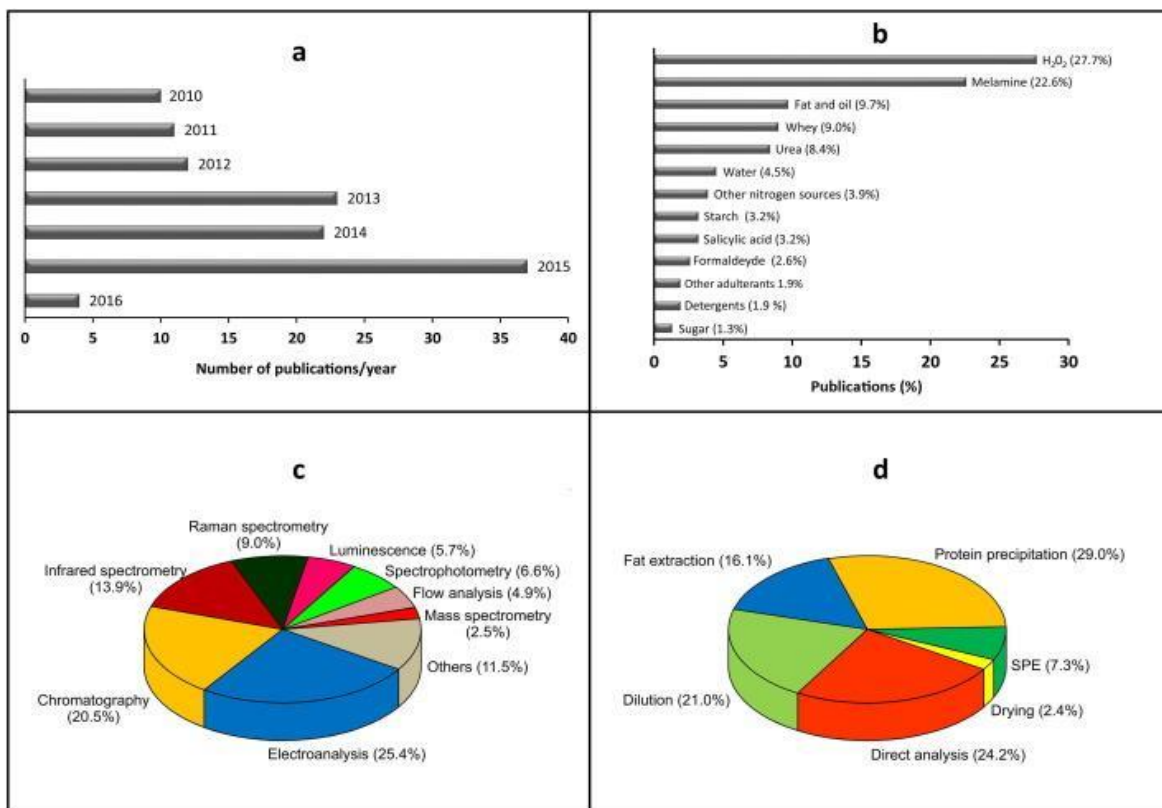 a
2010
2011
2012
2013
2014
2015
2016
0 5 10 15 20 25 30 35 40
Number of publications/year
b
H₂O₂ (27.7%)
Melamine (22.6%)
Fat and oil (9.7%)
Whey (9.0%)
Urea (8.4%)
Water (4.5%)
Other nitrogen sources (3.9%)
Starch (3.2%)
Salicylic acid (3.2%)
Formaldeyde (2.6%)
Other adulterants 1.9%
Detergents (1.9 %)
Sugar (1.3%)
0 5 10 15 20 25 30
Publications (%)
c
Raman spectrometry
(9.0%)
Luminescence (5.7%)
Infrared spectrometry
(13.9%)
Spectrophotometry (6.6%)
Flow analysis (4.9%)
Mass spectrometry
(2.5%)
Others (11.5%)
Chromatography
(20.5%)
Electroanalysis (25.4%)
d
Fat extraction (16.1%)
Protein precipitation (29.0%)
SPE (7.3%)
Dilution (21.0%)
Drying (2.4%)
Direct analysis (24.2%)